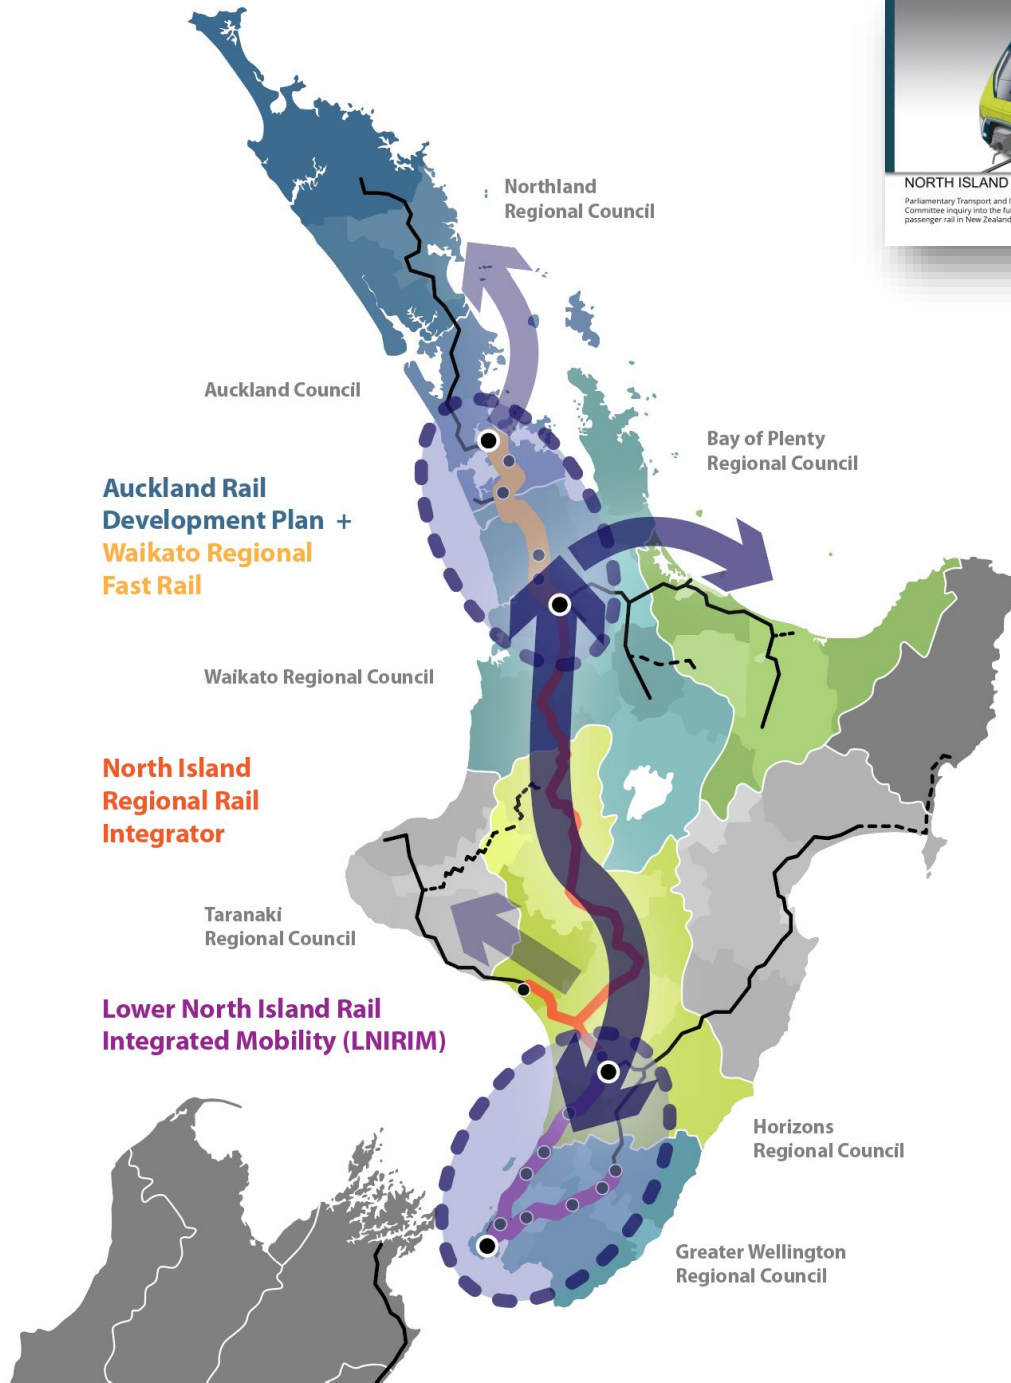 NORTH ISLAND
Parliamentary Transport and
Committee inquiry into the
passenger rail in New Zealand
Northland
Regional Council
Auckland Council
Bay of Plenty
Regional Council
Auckland Rail
Development Plan +
Waikato Regional
Fast Rail
Waikato Regional Council
North Island
Regional Rail
Integrator
Taranaki
Regional Council
Lower North Island Rail
Integrated Mobility (LNIRIM)
Horizons
Regional Council
Greater Wellington
Regional Council